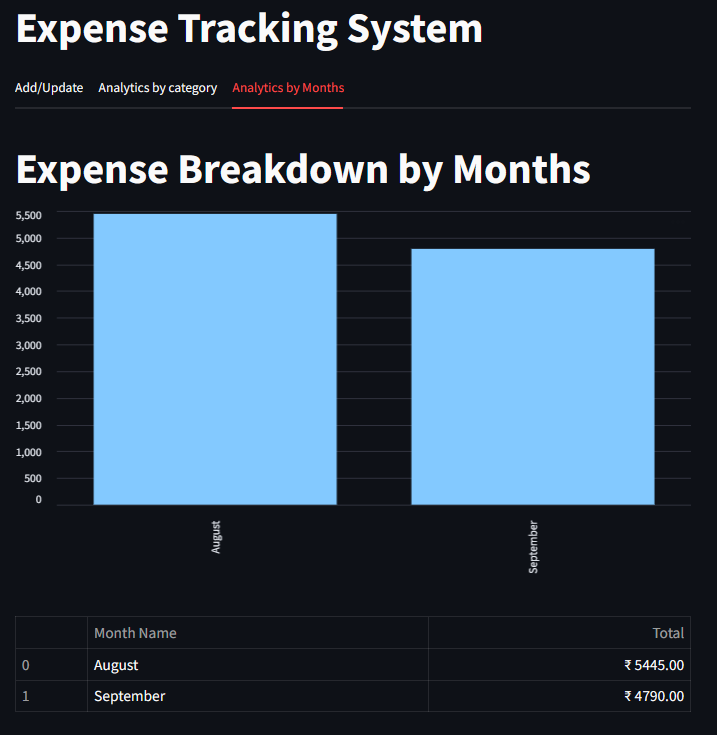 Expense Tracking System
Add/Update Analytics by category Analytics by Months
Expense Breakdown by Months
5,500
5,000
4,500
4,000
3,500
3,000
2,500
2,000
1,500
1,000
500
0
August
September
Month Name Total
0 August ₹ 5445.00
1 September ₹ 4790.00